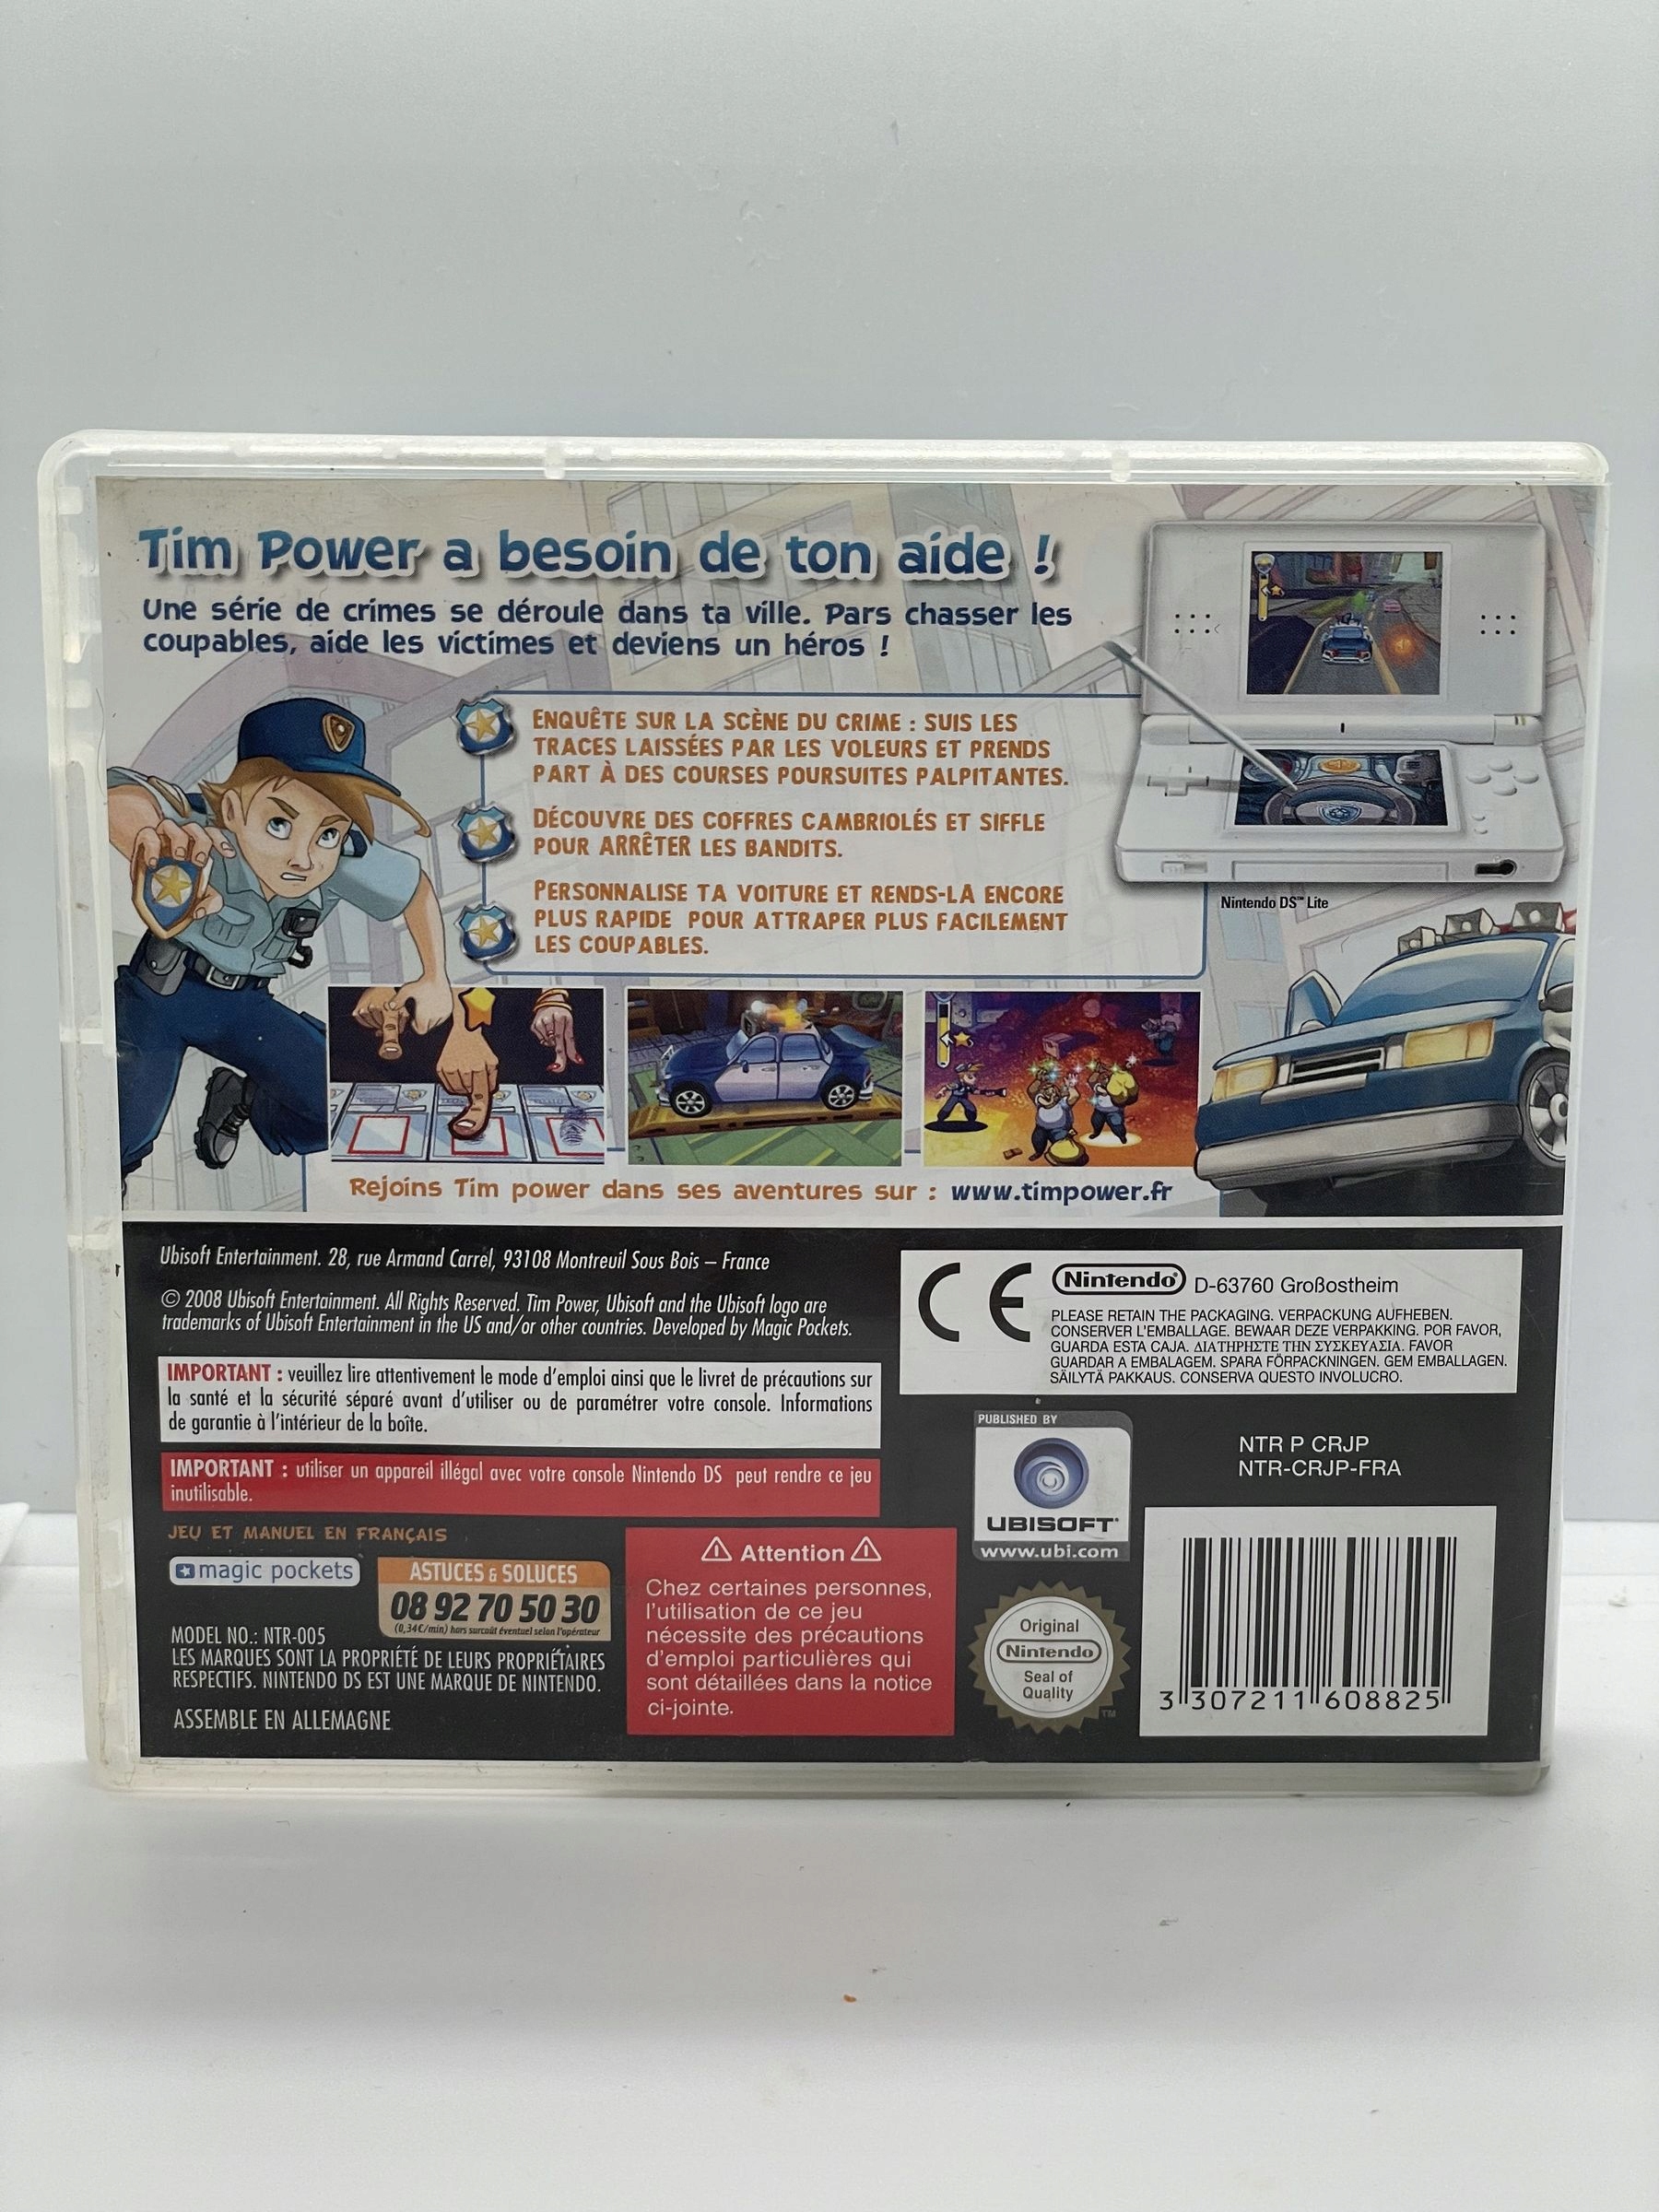 Tim Power a besoin de ton aide !
Une série de crimes se déroule dans ta ville. Pars chasser les
coupables, aide les victimes et deviens un héros !
ENQUÊTE SUR LA SCÈNE DU CRIME : SUIS LES
TRACES LAISSÉES PAR LES VOLEURS ET PRENDS
PART À DES COURSES POURSUITES PALPITANTES.
DÉCOUVRE DES COFFRES CAMBRIOLÉS ET SIFFLE
POUR ARRÊTER LES BANDITS.
PERSONNALISE TA VOITURE ET RENDS-LA ENCORE
PLUS RAPIDE POUR ATTRAPER PLUS FACILEMENT
LES COUPABLES.
Nintendo DS™ Lite
Rejoins Tim power dans ses aventures sur : www.timpower.fr
Ubisoft Entertainment. 28, rue Armand Carrel, 93108 Montreuil Sous Bois – France
© 2008 Ubisoft Entertainment. All Rights Reserved. Tim Power, Ubisoft and the Ubisoft logo are
trademarks of Ubisoft Entertainment in the US and/or other countries. Developed by Magic Pockets.
IMPORTANT : veuillez lire attentivement le mode d'emploi ainsi que le livret de précautions sur
la santé et la sécurité séparé avant d'utiliser ou de paramétrer votre console. Informations
de garantie à l'intérieur de la boîte.
IMPORTANT : utiliser un appareil illégal avec votre console Nintendo DS peut rendre ce jeu
inutilisable.
JEU ET MANUEL EN FRANÇAIS
magic pockets
ASTUCES & SOLUCES
08 92 70 50 30
(0,34€/min) hors surcoût éventuel selon l'opérateur
MODEL NO.: NTR-005
LES MARQUES SONT LA PROPRIÉTÉ DE LEURS PROPRIÉTAIRES
RESPECTIFS. NINTENDO DS EST UNE MARQUE DE NINTENDO.
ASSEMBLE EN ALLEMAGNE
⚠ Attention ⚠
Chez certaines personnes,
l'utilisation de ce jeu
nécessite des précautions
d'emploi particulières qui
sont détaillées dans la notice
ci-jointe.
CE
Nintendo® D-63760 Großostheim
PLEASE RETAIN THE PACKAGING. VERPACKUNG AUFHEBEN.
CONSERVER L'EMBALLAGE. BEWAAR DEZE VERPAKKING. POR FAVOR,
GUARDA ESTA CAJA. ΔΙΑΤΗΡΗΣΤΕ ΤΗΝ ΣΥΣΚΕΥΑΣΙΑ. FAVOR
GUARDAR A EMBALAGEM. SPARA FÖRPACKNINGEN. GEM EMBALLAGEN.
SÄILYTÄ PAKKAUS. CONSERVA QUESTO INVOLUCRO.
PUBLISHED BY
UBISOFT®
www.ubi.com
NTR P CRJP
NTR-CRJP-FRA
Original
Nintendo®
Seal of
Quality
TM
3 307211 608825